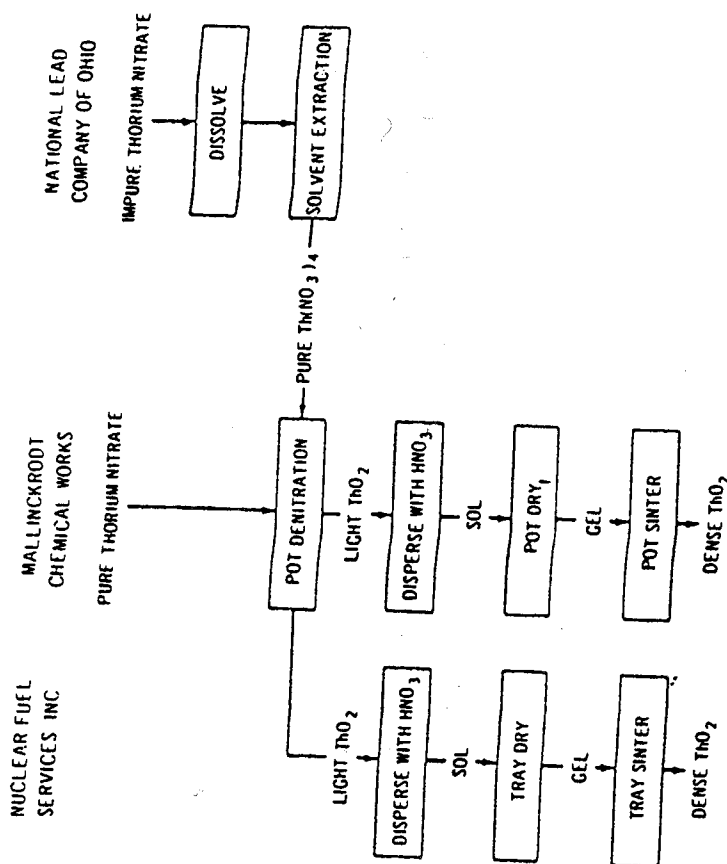 NUCLEAR FUEL
SERVICES INC
MALLINCKRODT
CHEMICAL WORKS
NATIONAL LEAD
COMPANY OF OHIO
PURE THORIUM NITRATE
IMPURE THORIUM NITRATE
DISSOLVE
SOLVENT EXTRACTION
PURE Th(NO3)4
POT DENITRATION
LIGHT ThO2
DISPERSE WITH HNO3
SOL
TRAY DRY
GEL
TRAY SINTER
DENSE ThO2
LIGHT ThO2
DISPERSE WITH HNO3
SOL
POT DRY
GEL
POT SINTER
DENSE ThO2